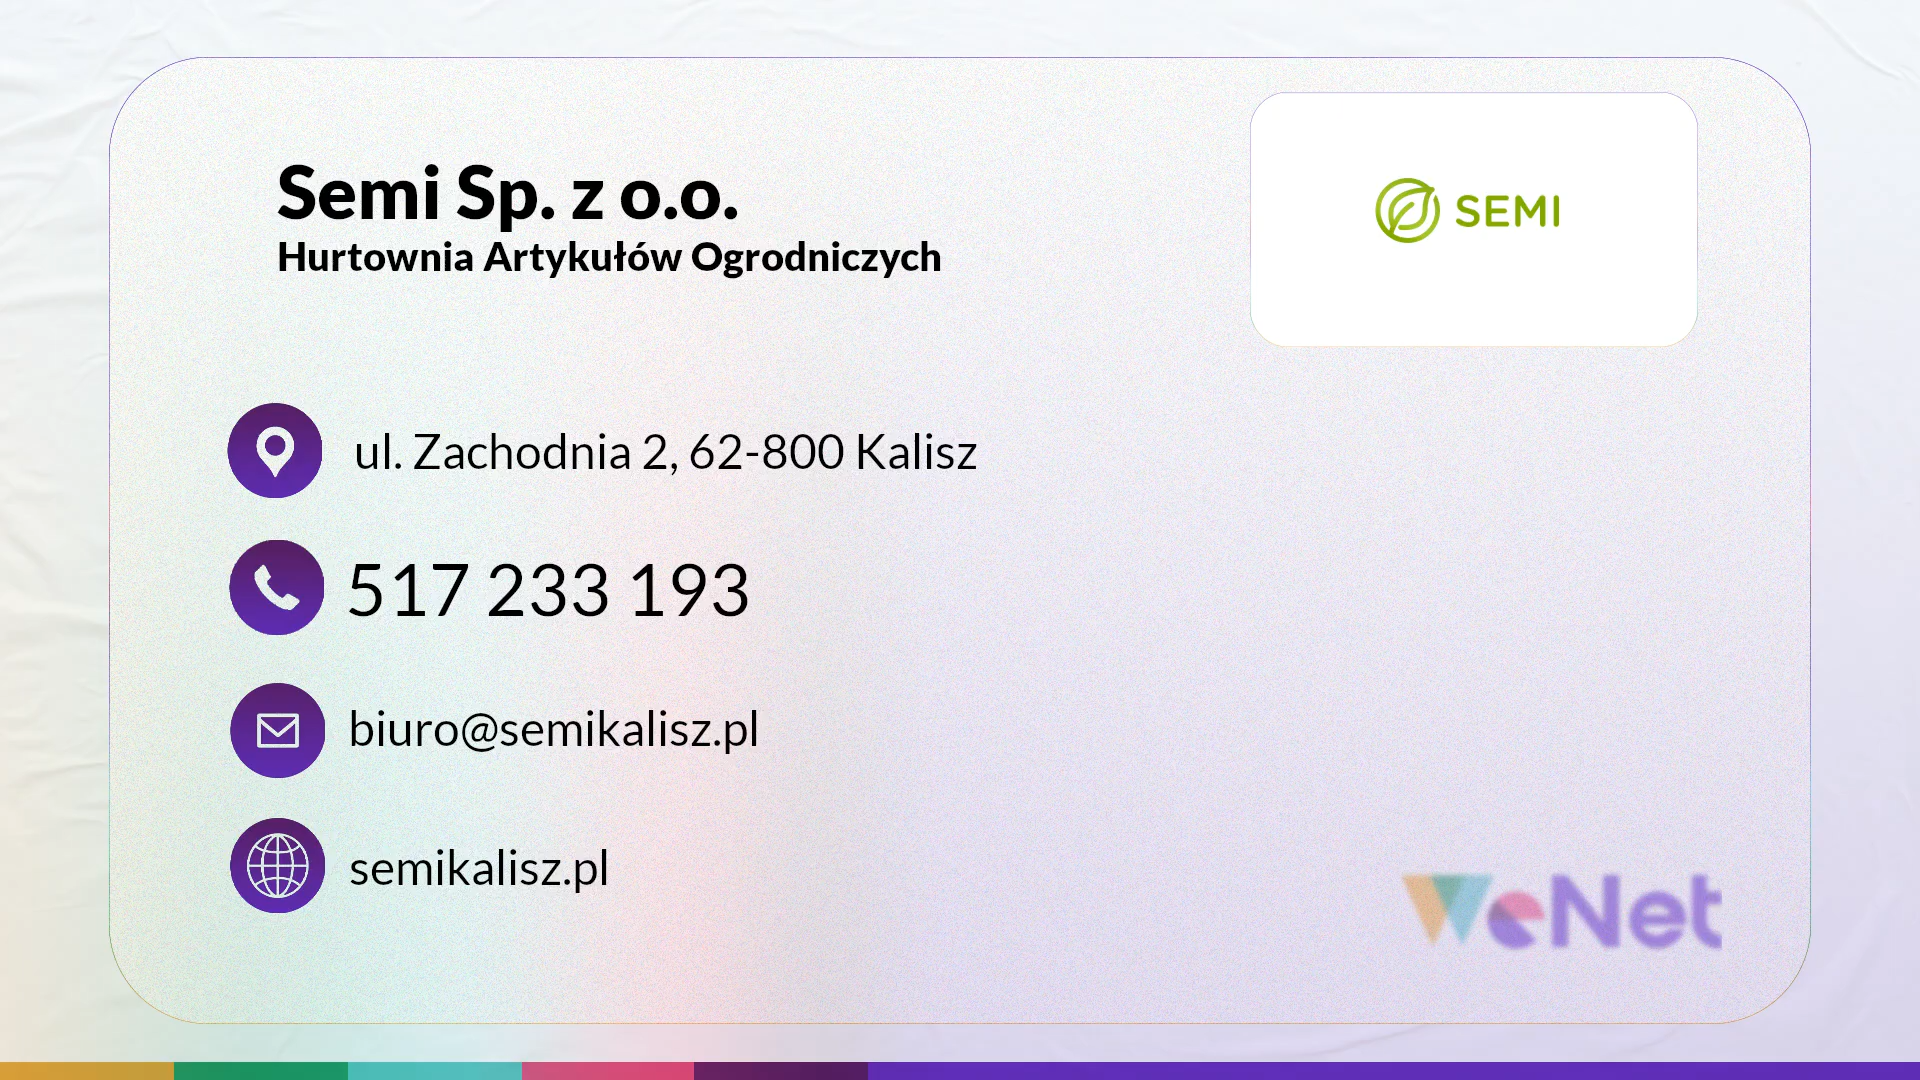 Semi Sp. z o.o.
Hurtownia Artykułów Ogrodniczych
SEMI
ul. Zachodnia 2, 62-800 Kalisz
517 233 193
biuro@semikalisz.pl
semikalisz.pl
WeNet